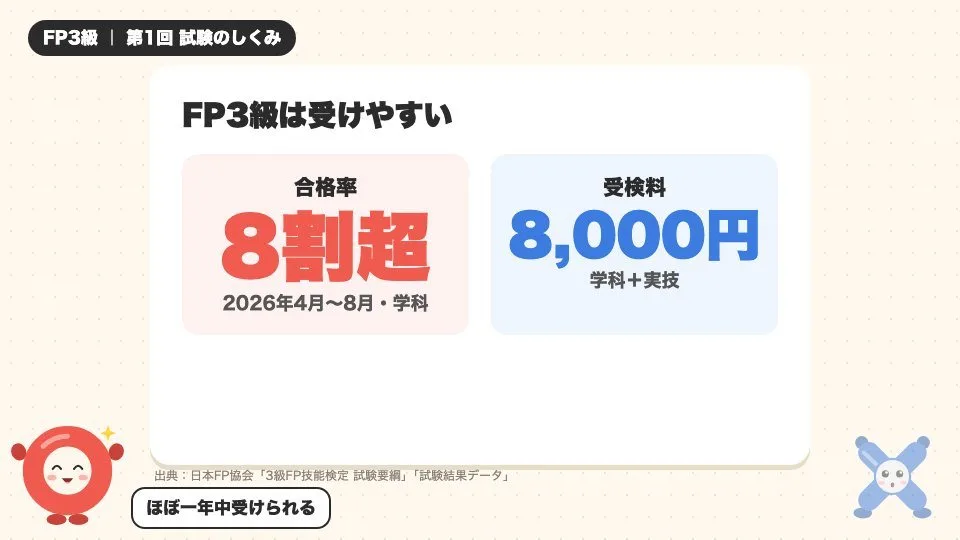 FP3級 | 第1回 試験のしくみ
FP3級は受けやすい
合格率
8割超
2026年4月〜8月・学科
受検料
8,000円
学科＋実技
出典：日本FP協会「3級FP技能検定 試験要綱」「試験結果データ」
ほぼ一年中受けられる